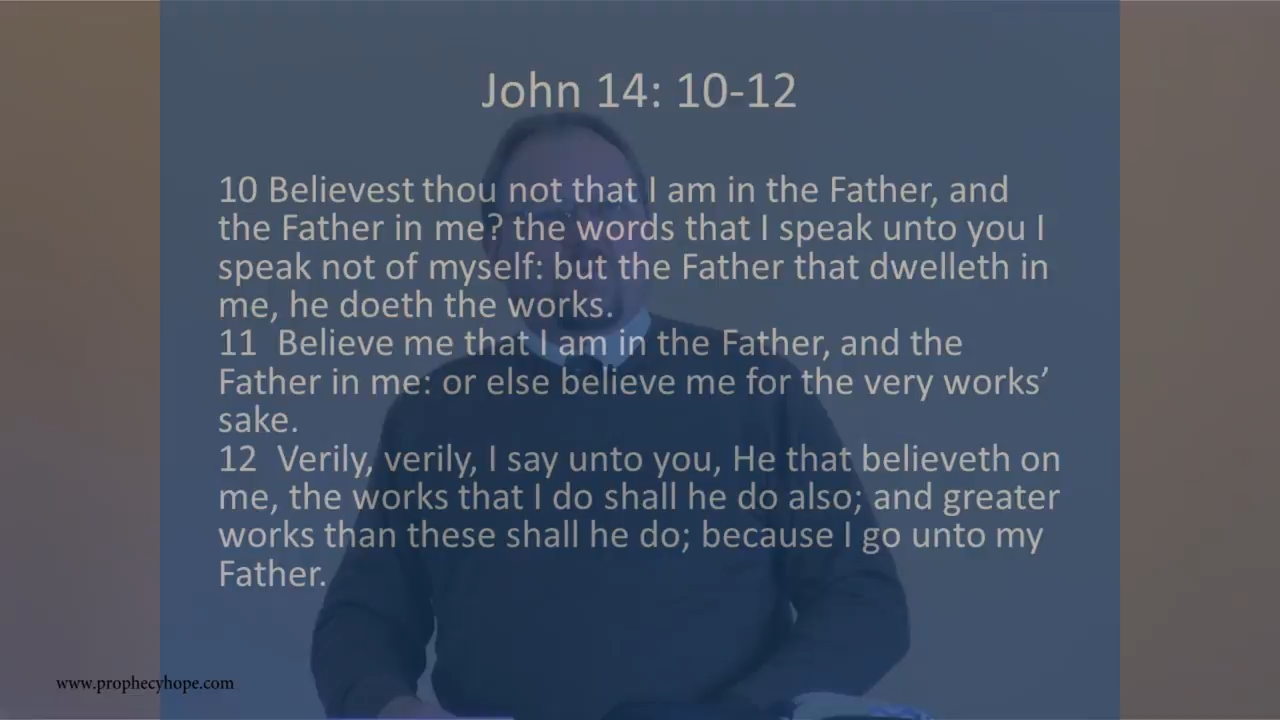 John 14: 10-12
10 Believest thou not that I am in the Father, and
the Father in me? the words that I speak unto you I
speak not of myself: but the Father that dwelleth in
me, he doeth the works.
11  Believe me that I am in the Father, and the
Father in me: or else believe me for the very works’
sake.
12  Verily, verily, I say unto you, He that believeth on
me, the works that I do shall he do also; and greater
works than these shall he do; because I go unto my
Father.
www.prophecyhope.com